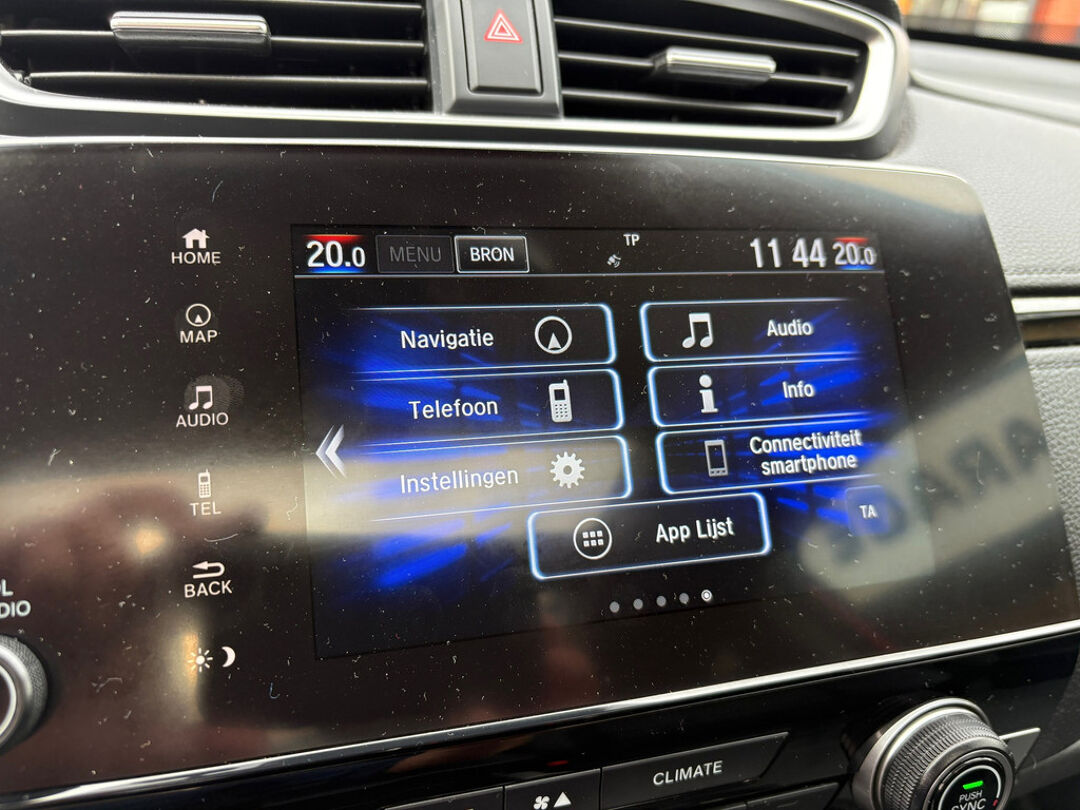 20.0 MENU BRON TP 11 44 20.0
HOME
MAP
AUDIO
TEL
BACK
Navigatie
Telefoon
Instellingen
Audio
Info
Connectiviteit
smartphone
App Lijst
TA
CLIMATE
PUSH
SYNC